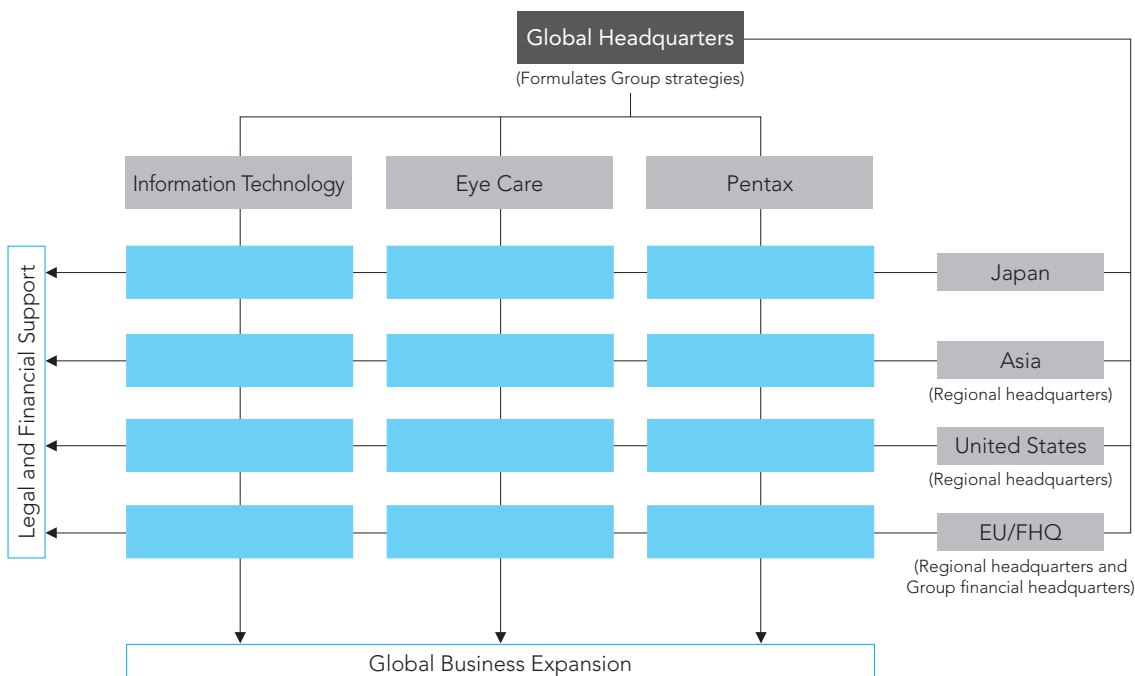 Global Headquarters
(Formulates Group strategies)
Information Technology
Eye Care
Pentax
Legal and Financial Support
Japan
Asia
(Regional headquarters)
United States
(Regional headquarters)
EU/FHQ
(Regional headquarters and
Group financial headquarters)
Global Business Expansion